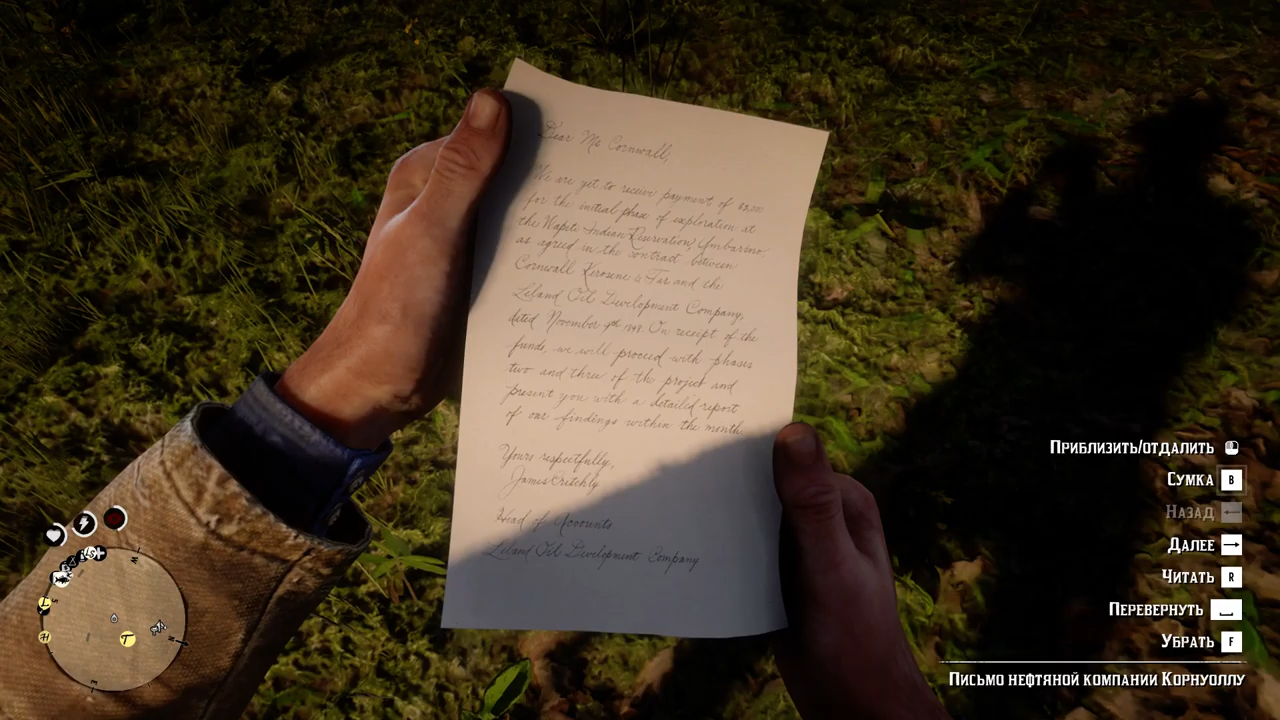 Dear Mr Cornwall,
We are yet to receive payment of
for the initial phase of exploration at
the Wapiti Indian Reservation, Ambarino,
as agreed in the contract between
Cornwall Kerosene & Tar and the
Leland Oil Development Company,
dated November 9th 1898. On receipt of the
funds, we will proceed with phases
two and three of the project and
present you with a detailed report
of our findings within the month.
Yours respectfully,
James Critchly
Head of Accounts
Leland Oil Development Company
Приблизить/отдалить
Сумка B
Назад ←
Далее →
Читать R
Перевернуть
Убрать F
Письмо нефтяной компании Корнуоллу